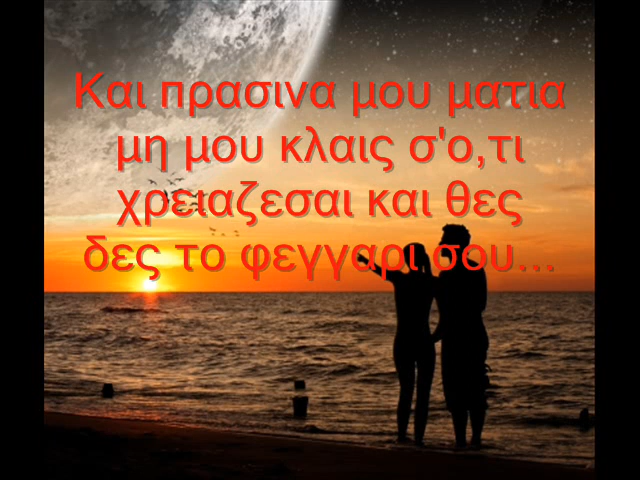 Και πρασινα μου ματια
μη μου κλαις σ'ο,τι
χρειαζεσαι και θες
δες το φεγγαρι σου...